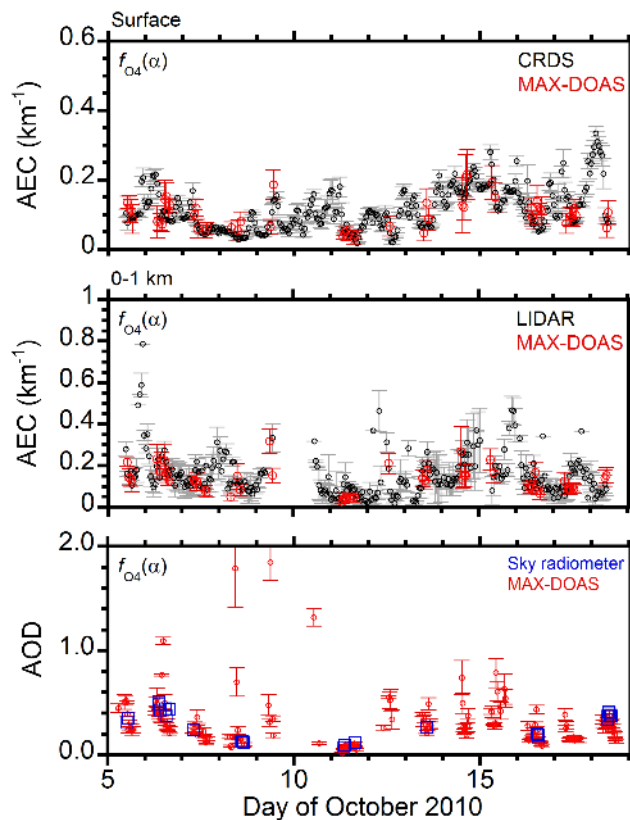 Surface
0.6
f_O4(α)
CRDS
MAX-DOAS
0.4
AEC (km⁻¹)
0.2
0
0-1 km
1
f_O4(α)
LIDAR
MAX-DOAS
0.8
0.6
AEC (km⁻¹)
0.4
0.2
0
2.0
f_O4(α)
Sky radiometer
MAX-DOAS
AOD
1.0
0.0
5 10 15
Day of October 2010